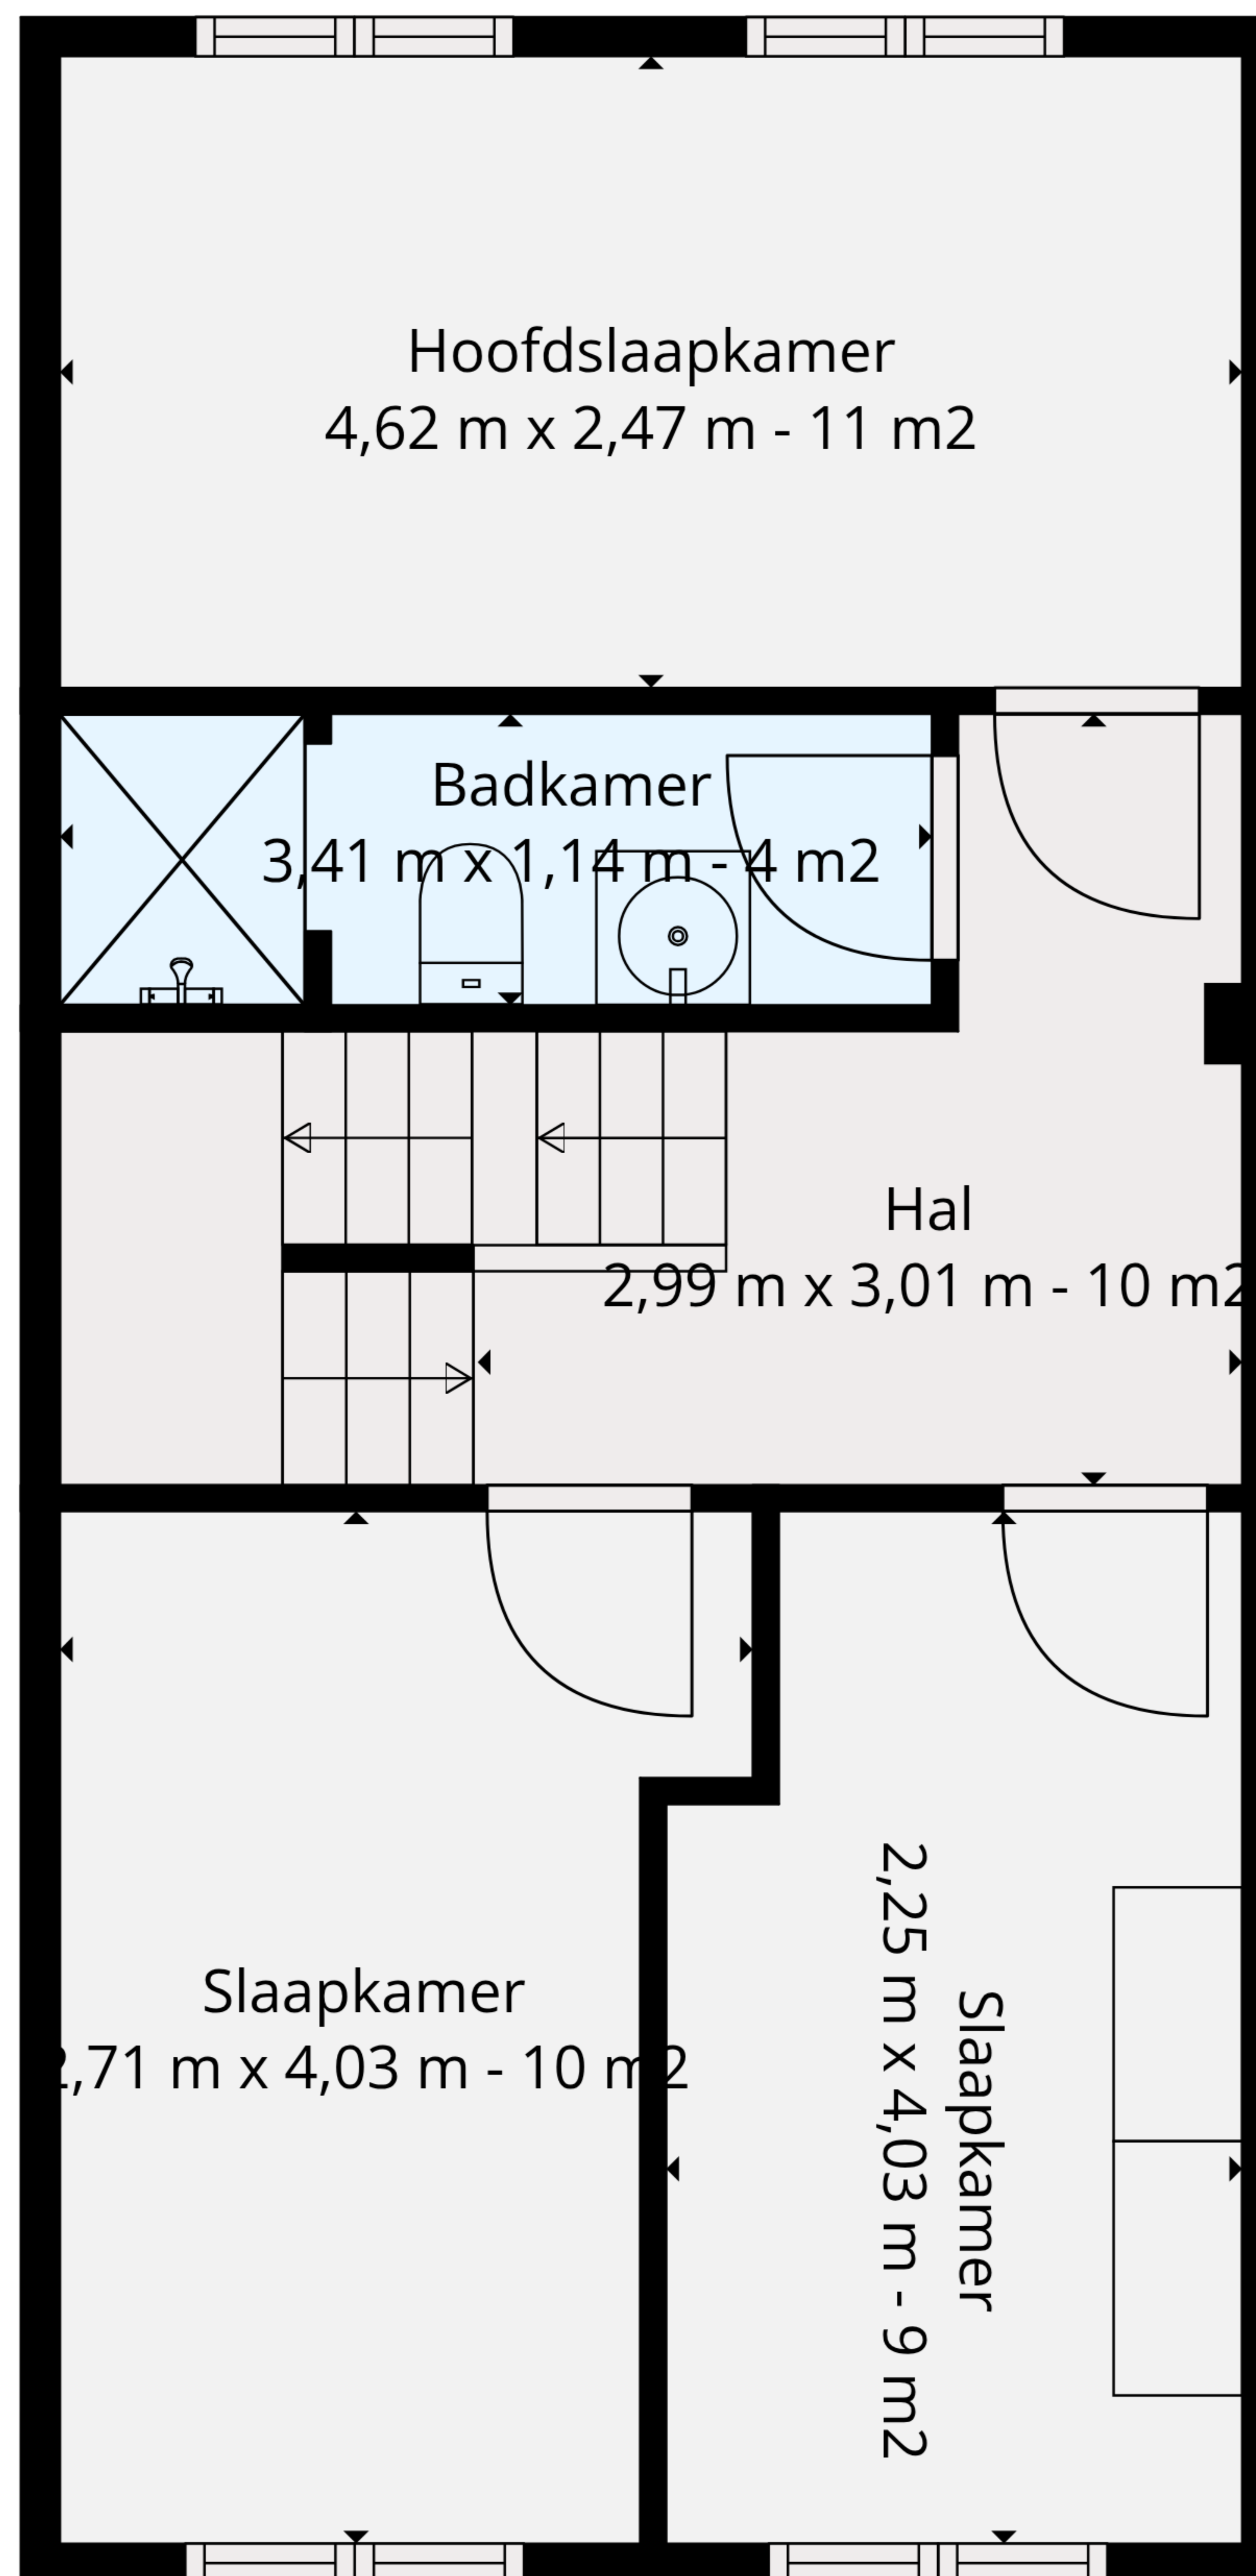 Hoofdslaapkamer
4,62 m x 2,47 m - 11 m2
Badkamer
3,41 m x 1,14 m - 4 m2
Hal
2,99 m x 3,01 m - 10 m2
Slaapkamer
2,71 m x 4,03 m - 10 m2
Slaapkamer
2,25 m x 4,03 m - 9 m2